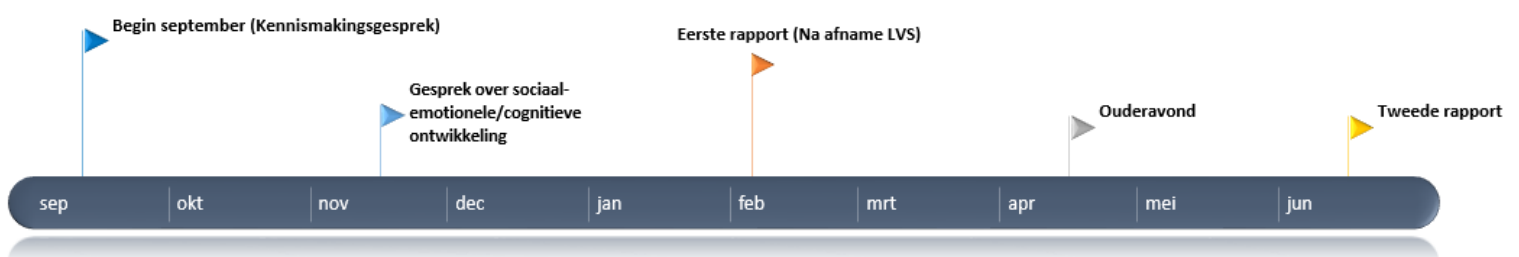 Begin september (Kennismakingsgesprek)
Eerste rapport (Na afname LVS)
Gesprek over sociaal-
emotionele/cognitieve
ontwikkeling
Ouderavond
Tweede rapport
sep okt nov dec jan feb mrt apr mei jun